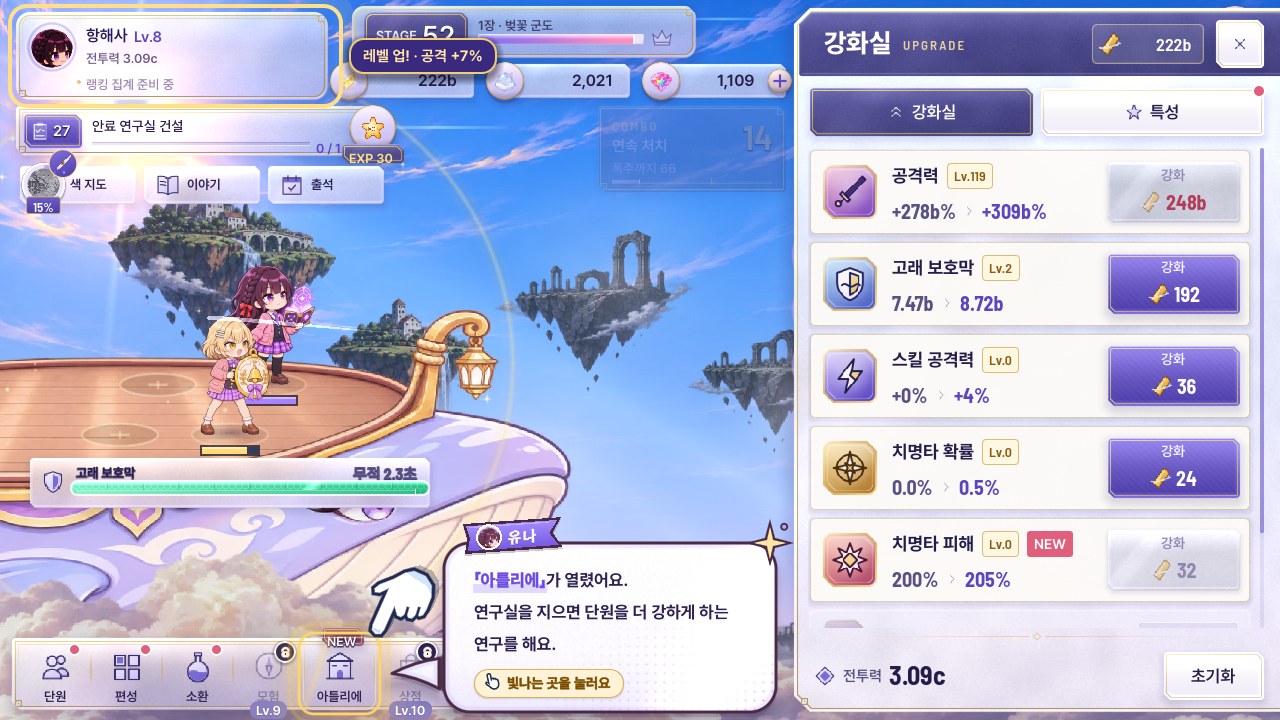 항해사 Lv.8
전투력 3.09c
랭킹 집계 준비 중
STAGE 52
1장 · 벚꽃 군도
레벨 업! · 공격 +7%
222b
2,021
1,109
27
안료 연구실 건설
0 / 1
EXP 30
색 지도
15%
이야기
출석
COMBO
연속 처치
14
폭주까지 66
고래 보호막
무적 2.3초
유나
『아틀리에』가 열렸어요.
연구실을 지으면 단원을 더 강하게 하는
연구를 해요.
빛나는 곳을 눌러요
단원
편성
소환
모험
Lv.9
NEW
아틀리에
상점
Lv.10
강화실 UPGRADE
222b
강화실
특성
공격력 Lv.119
+278b% > +309b%
강화
248b
고래 보호막 Lv.2
7.47b > 8.72b
강화
192
스킬 공격력 Lv.0
+0% > +4%
강화
36
치명타 확률 Lv.0
0.0% > 0.5%
강화
24
치명타 피해 Lv.0 NEW
200% > 205%
강화
32
전투력 3.09c
초기화